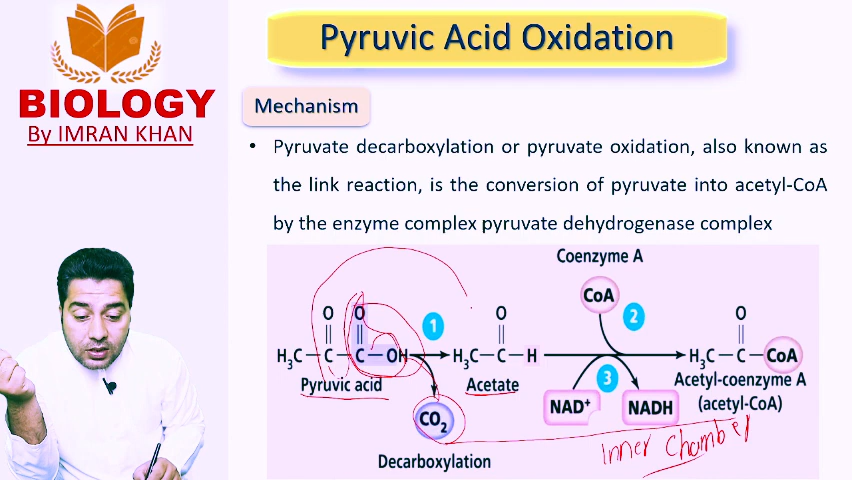 Pyruvic Acid Oxidation
BIOLOGY
By IMRAN KHAN
Mechanism
• Pyruvate decarboxylation or pyruvate oxidation, also known as
the link reaction, is the conversion of pyruvate into acetyl-CoA
by the enzyme complex pyruvate dehydrogenase complex
Coenzyme A
CoA
O O 1 O 2 O
H₃C—C—C—OH H₃C—C—H H₃C—C—CoA
Pyruvic acid Acetate 3 Acetyl-coenzyme A
(acetyl-CoA)
CO₂ NAD⁺ NADH
Inner Chamber
Decarboxylation